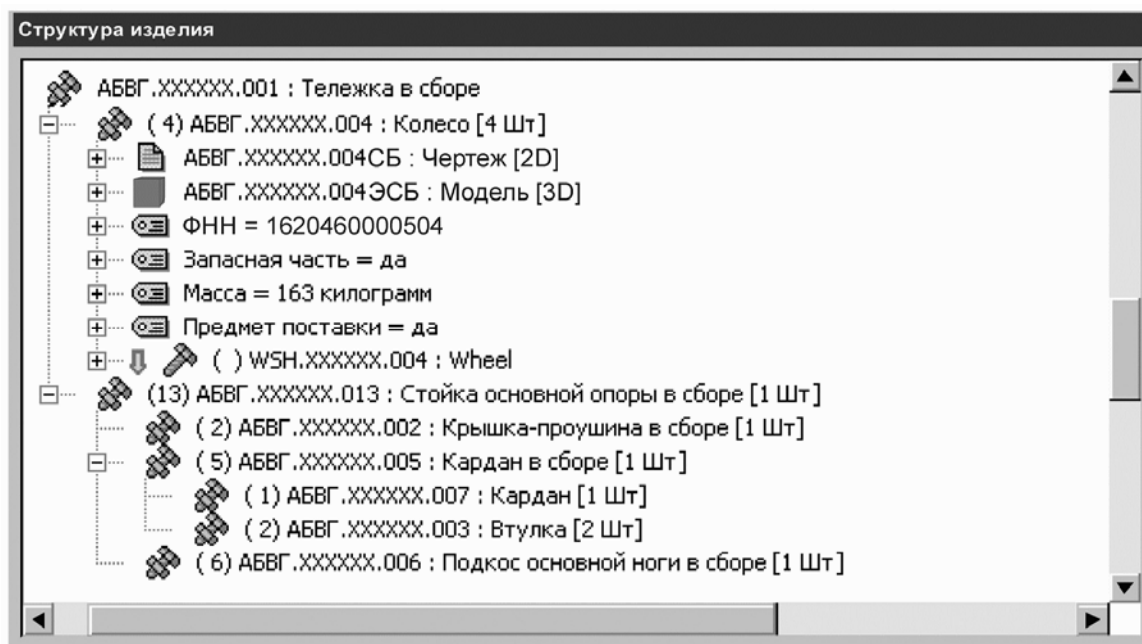 Структура изделия
АБВГ.XXXXXX.001 : Тележка в сборе
( 4) АБВГ.XXXXXX.004 : Колесо [4 Шт]
АБВГ.XXXXXX.004СБ : Чертеж [2D]
АБВГ.XXXXXX.004ЭСБ : Модель [3D]
ФНН = 1620460000504
Запасная часть = да
Масса = 163 килограмм
Предмет поставки = да
( ) WSH.XXXXXX.004 : Wheel
(13) АБВГ.XXXXXX.013 : Стойка основной опоры в сборе [1 Шт]
( 2) АБВГ.XXXXXX.002 : Крышка-проушина в сборе [1 Шт]
( 5) АБВГ.XXXXXX.005 : Кардан в сборе [1 Шт]
( 1) АБВГ.XXXXXX.007 : Кардан [1 Шт]
( 2) АБВГ.XXXXXX.003 : Втулка [2 Шт]
( 6) АБВГ.XXXXXX.006 : Подкос основной ноги в сборе [1 Шт]